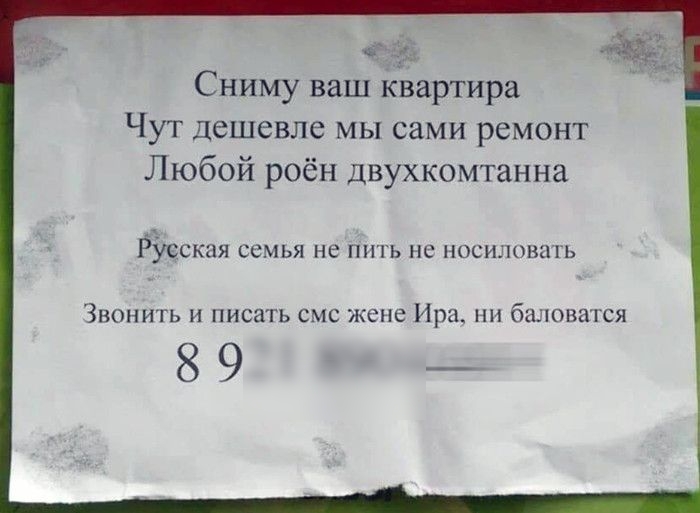 Сниму ваш квартира
Чут дешевле мы сами ремонт
Любой роён двухкомтанна
Русская семья не пить не носиловать
Звонить и писать смс жене Ира, ни баловатся
8 9